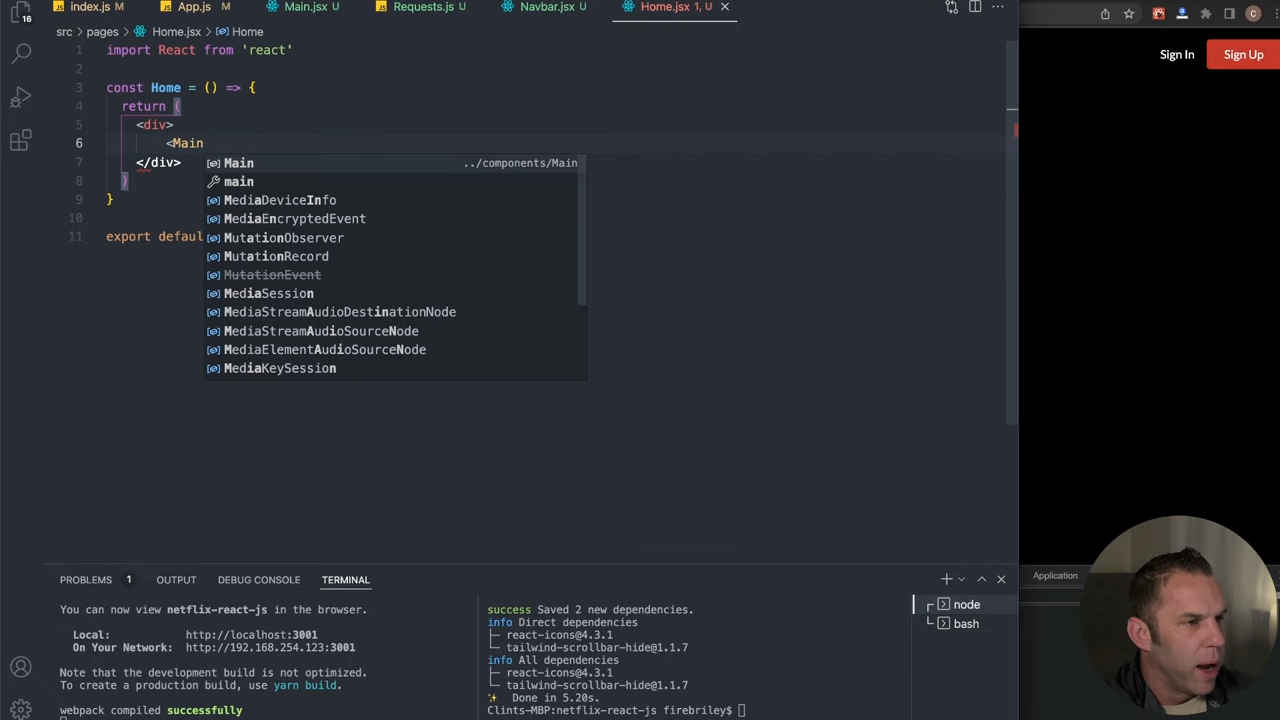 16
index.js M
App.js M
Main.jsx U
Requests.js U
Navbar.jsx U
Home.jsx 1, U
C
src > pages > Home.jsx > Home
Sign In
Sign Up
1 import React from 'react'
2
3 const Home = () => {
4 return (
5 <div>
6 <Main
7 </div>
8 )
9 }
10
11 export defaul
Main ../components/Main
main
MediaDeviceInfo
MediaEncryptedEvent
MutationObserver
MutationRecord
MutationEvent
MediaSession
MediaStreamAudioDestinationNode
MediaStreamAudioSourceNode
MediaElementAudioSourceNode
MediaKeySession
PROBLEMS 1 OUTPUT DEBUG CONSOLE TERMINAL
You can now view netflix-react-js in the browser.
Local: http://localhost:3001
On Your Network: http://192.168.254.123:3001
Note that the development build is not optimized.
To create a production build, use yarn build.
webpack compiled successfully
success Saved 2 new dependencies.
info Direct dependencies
├─ react-icons@4.3.1
└─ tailwind-scrollbar-hide@1.1.7
info All dependencies
├─ react-icons@4.3.1
└─ tailwind-scrollbar-hide@1.1.7
✨ Done in 5.20s.
Clints-MBP:netflix-react-js firebriley$
node
bash
Application